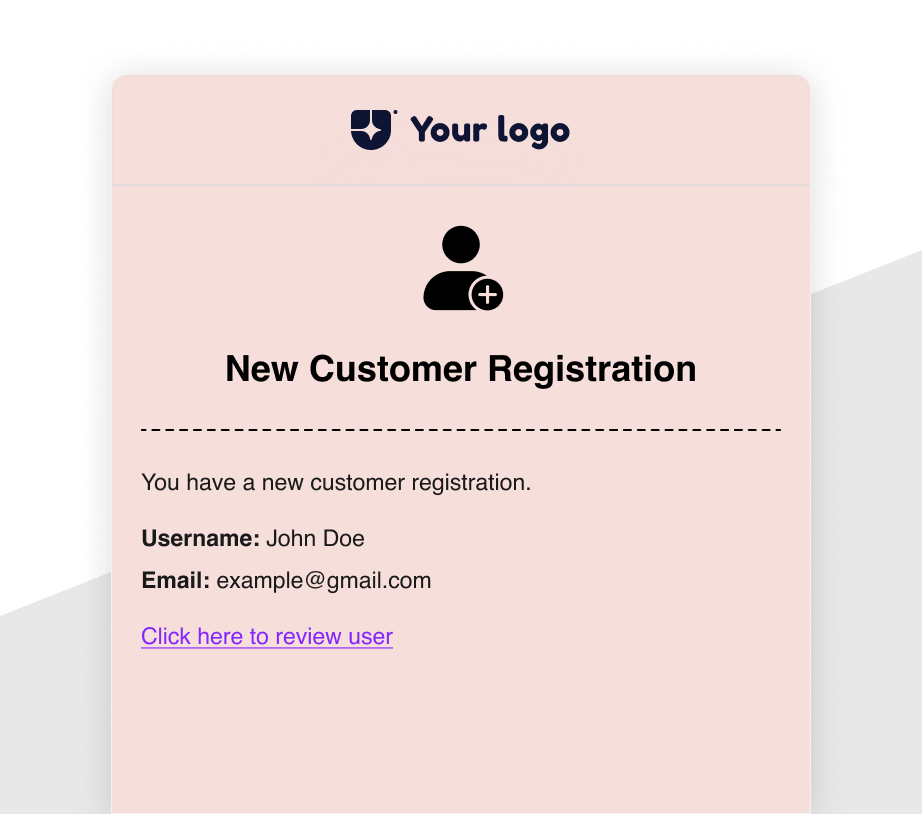 Your logo
New Customer Registration
You have a new customer registration.
Username: John Doe
Email: example@gmail.com
Click here to review user